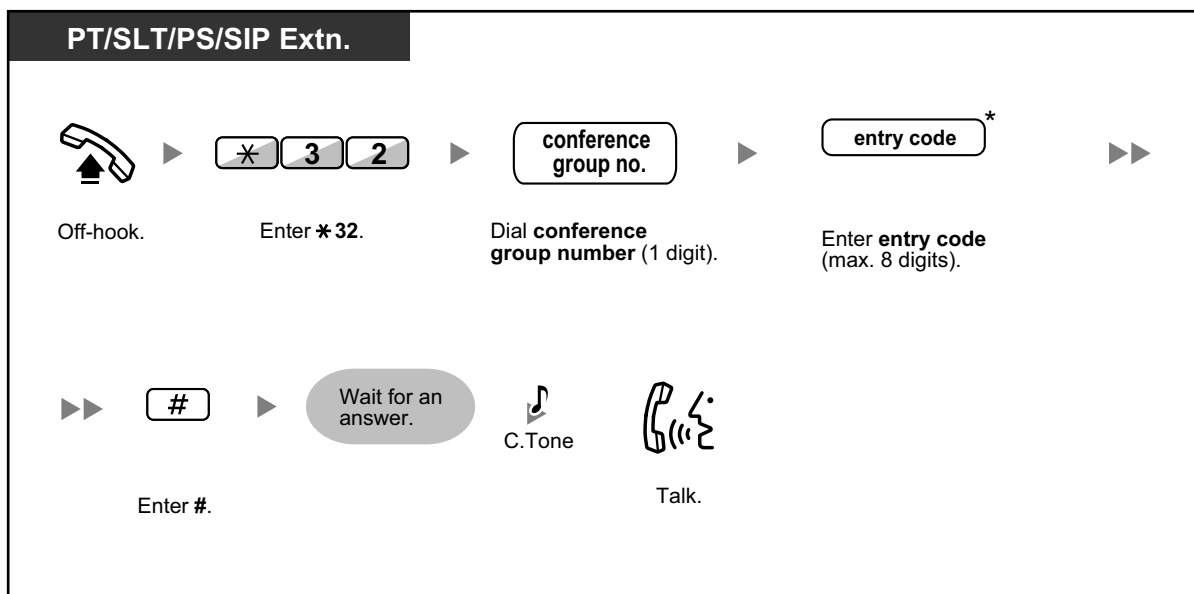 PT/SLT/PS/SIP Extn.
* 3 2
conference
group no.
entry code *
Off-hook.
Enter *32.
Dial conference
group number (1 digit).
Enter entry code
(max. 8 digits).
#
Wait for an
answer.
C.Tone
Enter #.
Talk.